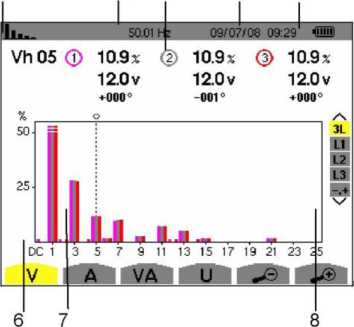 50.01 Hz 09/07/08 09:29
Vh 05 1 10.9% 2 10.9% 3 10.9%
12.0v 12.0v 12.0v
+000° -001° +000°
%
50
25
3L
L1
L2
L3
-.+
DC 1 3 5 7 9 11 13 15 17 19 21 23 25
V A VA U
6 7 8